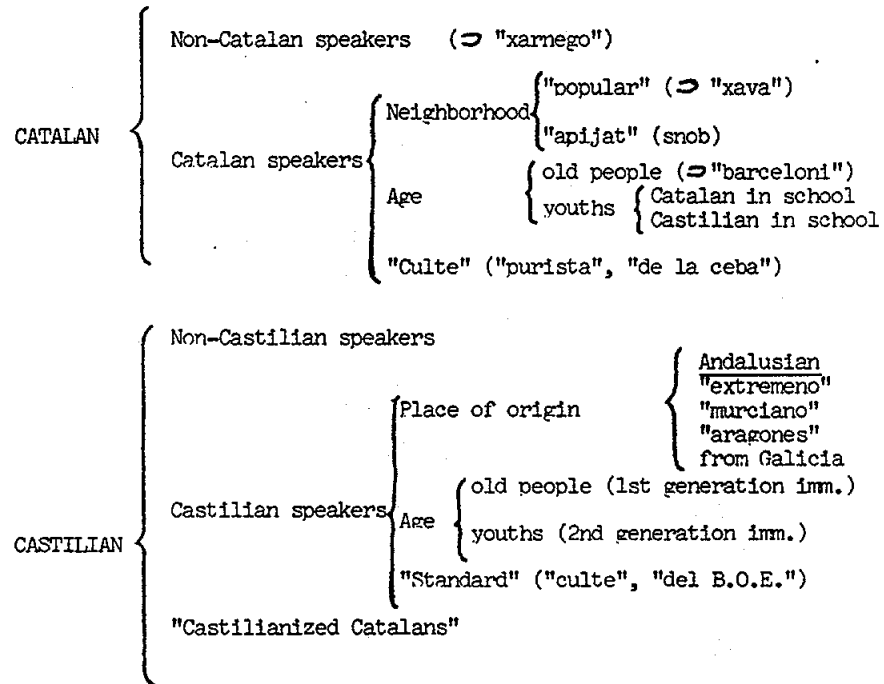 Non-Catalan speakers (⊃ "xarnego")
"popular" (⊃ "xava")
Neighborhood
"apijat" (snob)
CATALAN
Catalan speakers
old people (⊃ "barceloni")
Age
youths
Catalan in school
Castilian in school
"Culte" ("purista", "de la ceba")
Non-Castilian speakers
Place of origin
Andalusian
"extremeno"
"murciano"
"aragones"
from Galicia
CASTILIAN
Castilian speakers
Age
old people (1st generation imm.)
youths (2nd generation imm.)
"Standard" ("culte", "del B.O.E.")
"Castilianized Catalans"